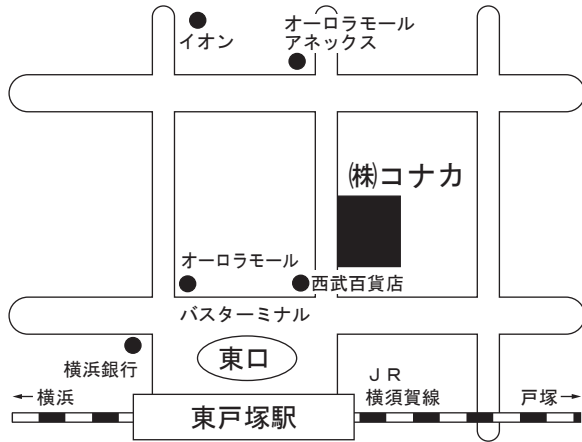 イオン
オーロラモール
アネックス
㈱コナカ
オーロラモール
西武百貨店
バスターミナル
横浜銀行
東口
ＪＲ
横須賀線
←横浜
戸塚→
東戸塚駅